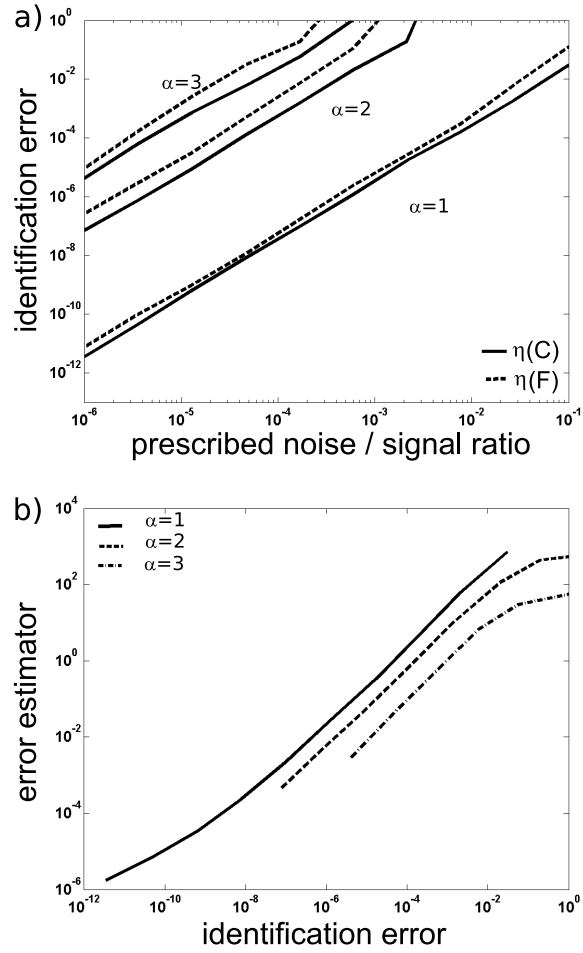 a)
10^0
10^-2
10^-4
10^-6
10^-8
10^-10
10^-12
identification error
α=3
α=2
α=1
η(C)
η(F)
10^-6
10^-5
10^-4
10^-3
10^-2
10^-1
prescribed noise / signal ratio
b)
10^4
10^2
10^0
10^-2
10^-4
10^-6
error estimator
α=1
α=2
α=3
10^-12
10^-10
10^-8
10^-6
10^-4
10^-2
10^0
identification error